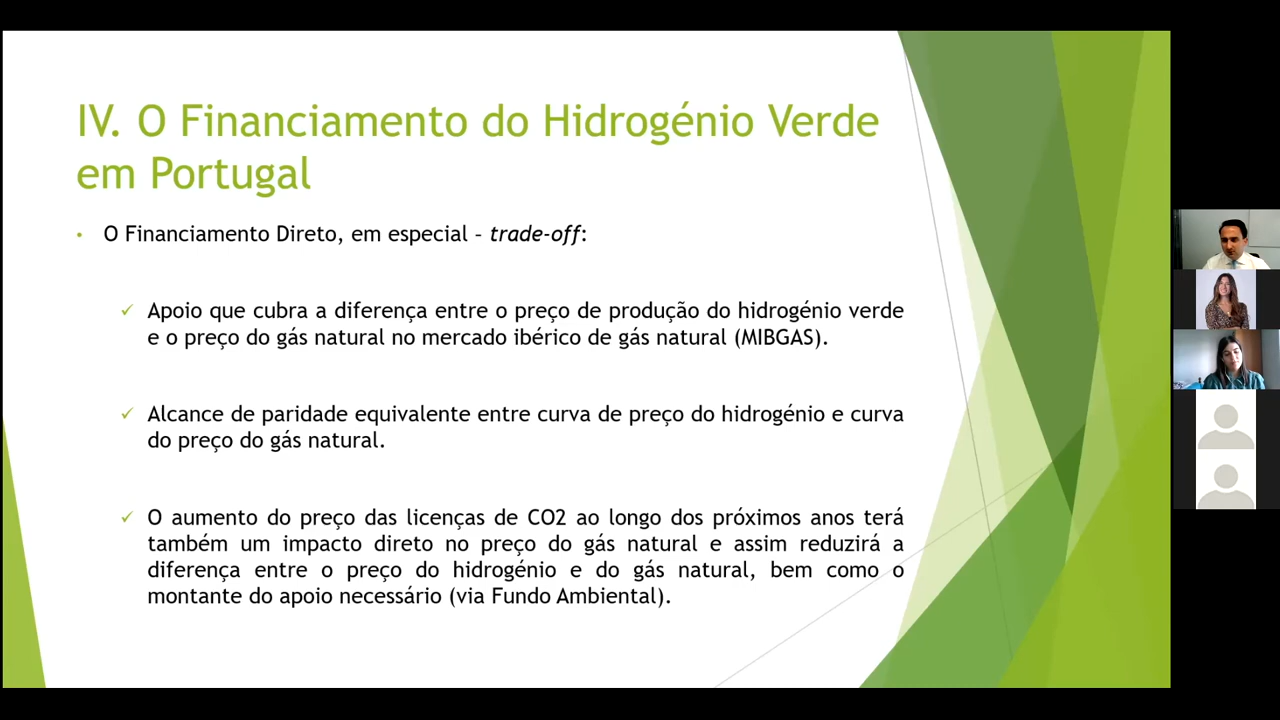 IV. O Financiamento do Hidrogénio Verde
em Portugal
• O Financiamento Direto, em especial – trade-off:
✓ Apoio que cubra a diferença entre o preço de produção do hidrogénio verde
e o preço do gás natural no mercado ibérico de gás natural (MIBGAS).
✓ Alcance de paridade equivalente entre curva de preço do hidrogénio e curva
do preço do gás natural.
✓ O aumento do preço das licenças de CO2 ao longo dos próximos anos terá
também um impacto direto no preço do gás natural e assim reduzirá a
diferença entre o preço do hidrogénio e do gás natural, bem como o
montante do apoio necessário (via Fundo Ambiental).